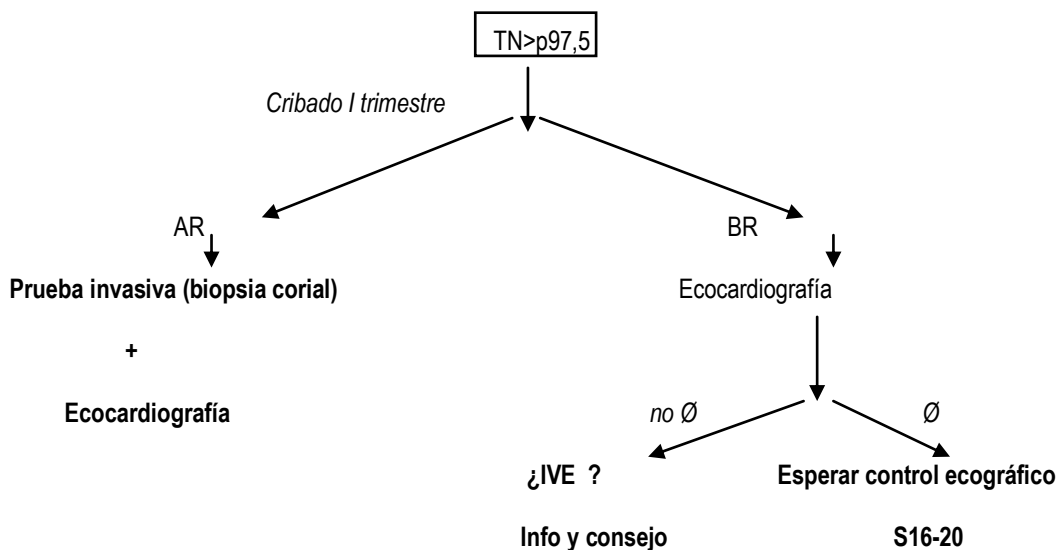 TN>p97,5
Cribado I trimestre
AR
BR
Prueba invasiva (biopsia corial)
Ecocardiografía
+
Ecocardiografía
no Ø
Ø
¿IVE ?
Esperar control ecográfico
Info y consejo
S16-20